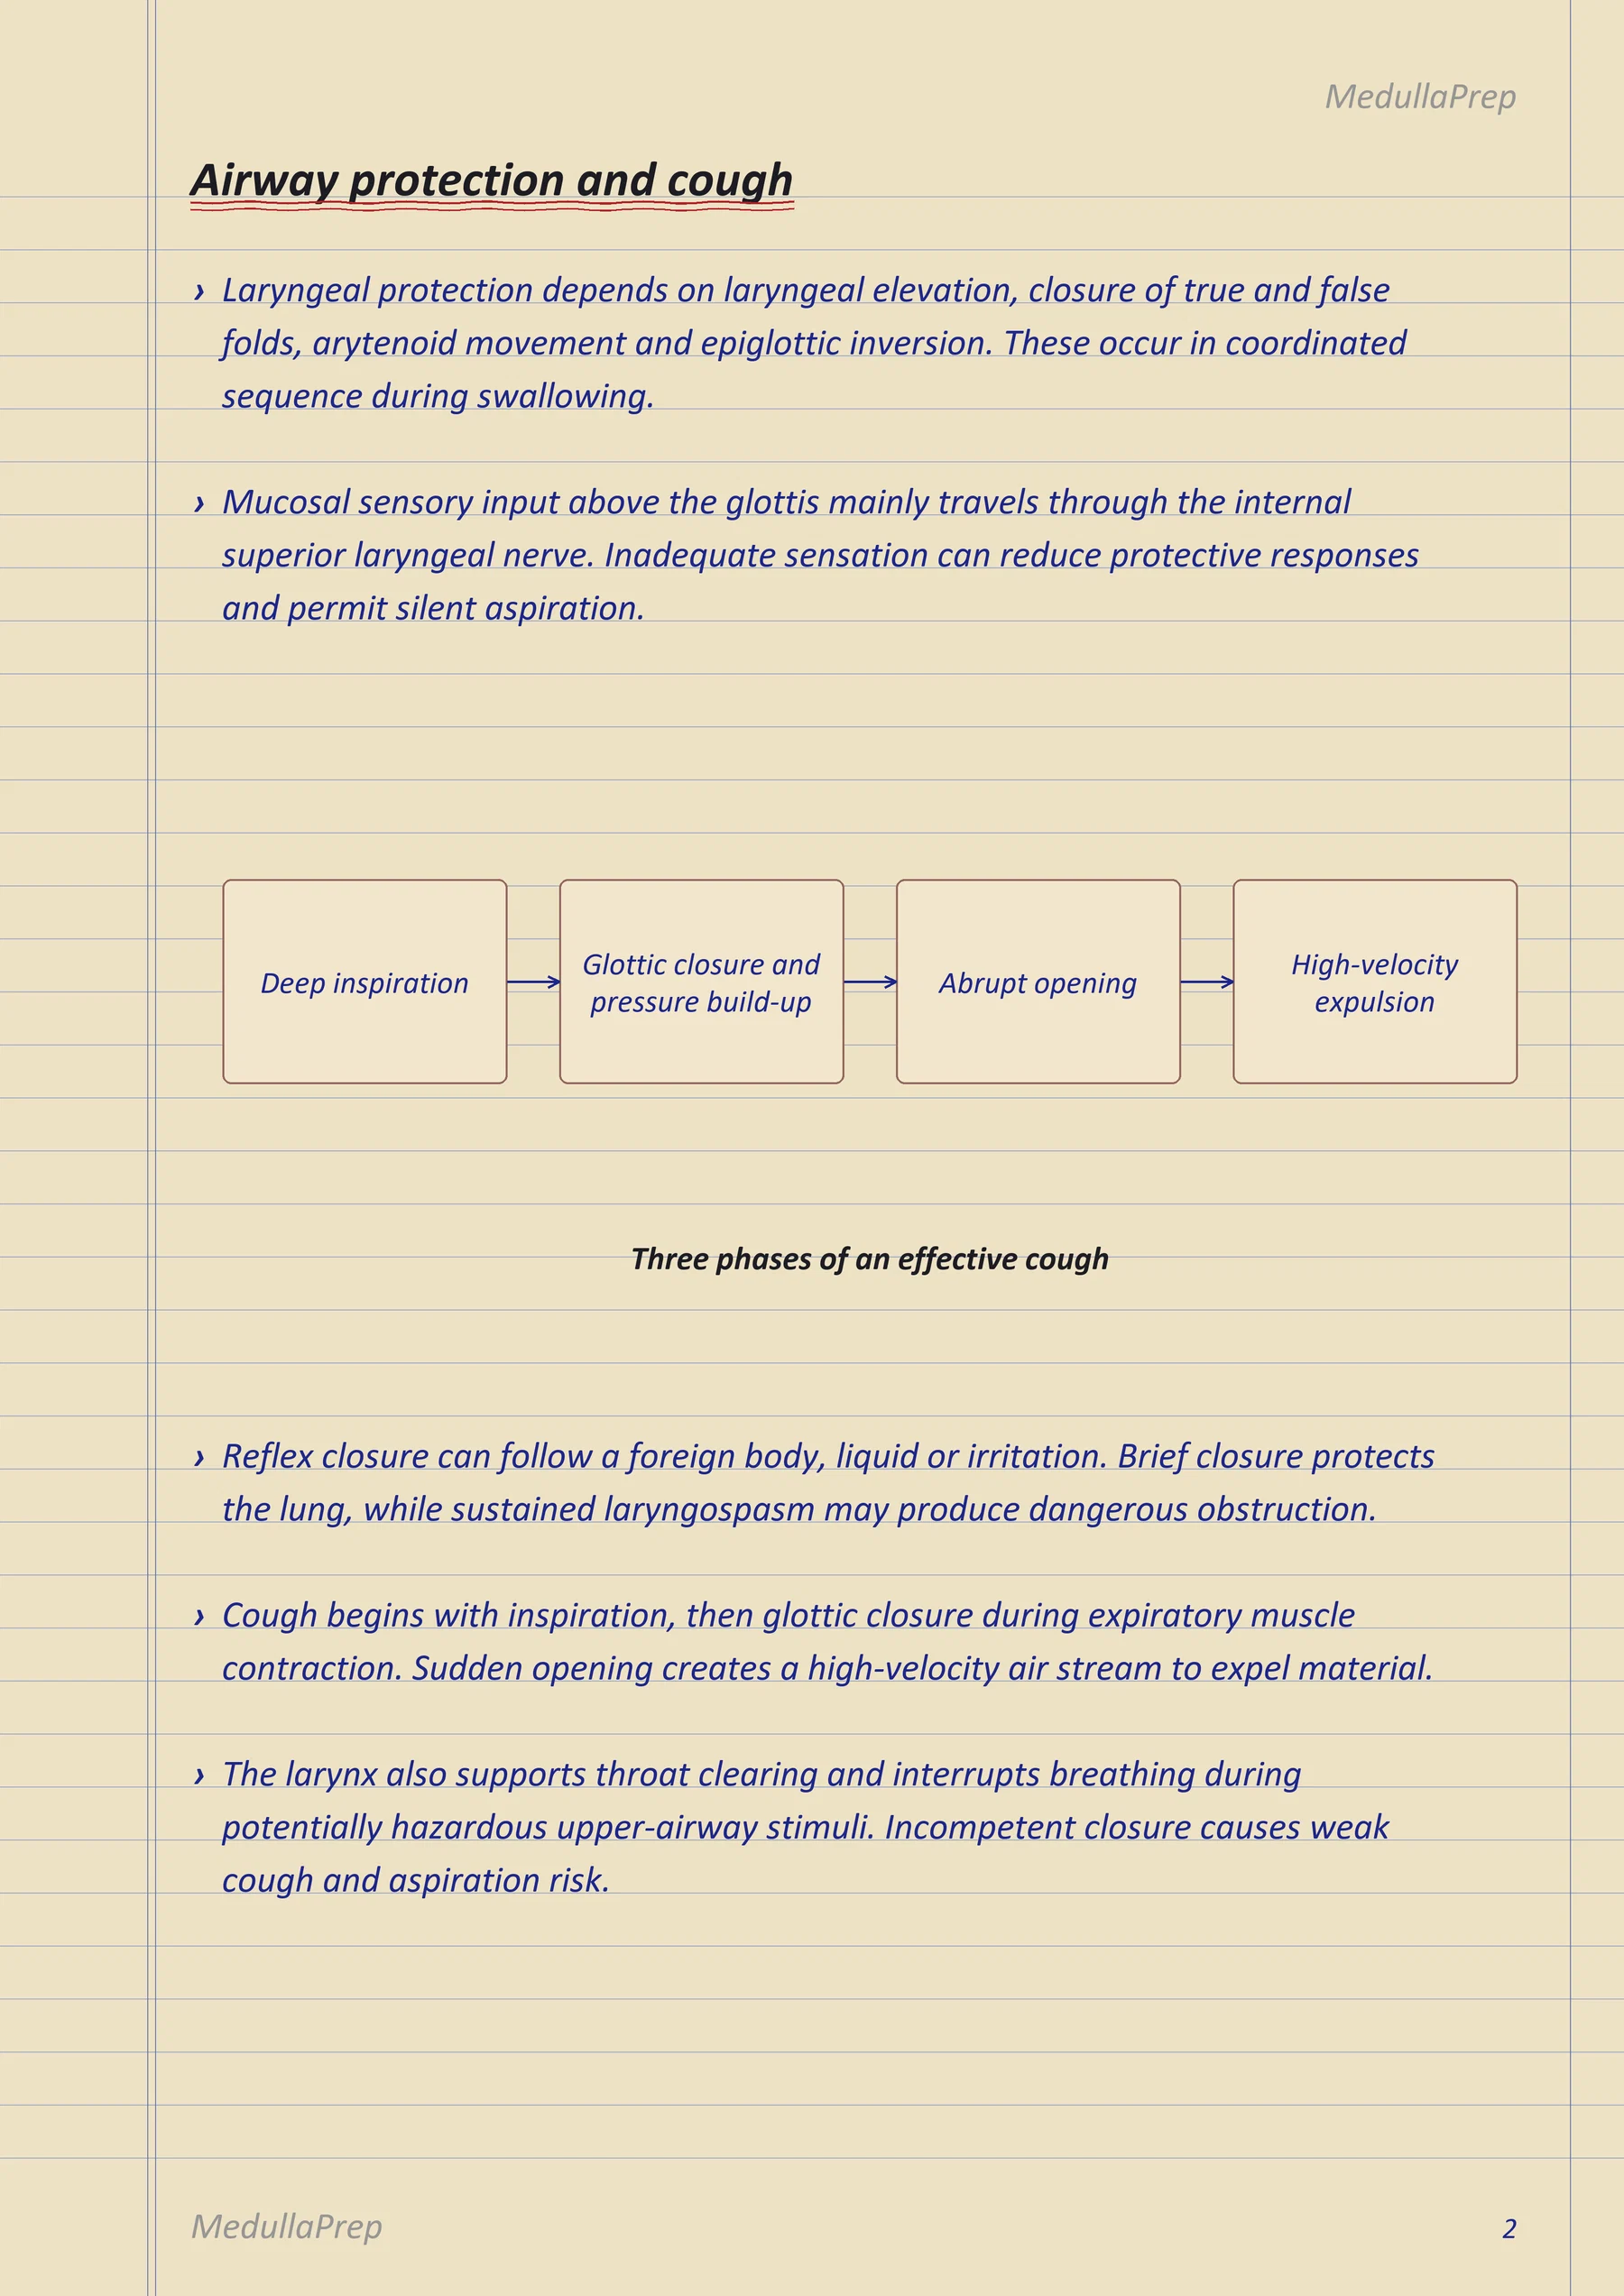 MedullaPrep
Airway protection and cough
› Laryngeal protection depends on laryngeal elevation, closure of true and false
folds, arytenoid movement and epiglottic inversion. These occur in coordinated
sequence during swallowing.
› Mucosal sensory input above the glottis mainly travels through the internal
superior laryngeal nerve. Inadequate sensation can reduce protective responses
and permit silent aspiration.
Deep inspiration
Glottic closure and
pressure build-up
Abrupt opening
High-velocity
expulsion
Three phases of an effective cough
› Reflex closure can follow a foreign body, liquid or irritation. Brief closure protects
the lung, while sustained laryngospasm may produce dangerous obstruction.
› Cough begins with inspiration, then glottic closure during expiratory muscle
contraction. Sudden opening creates a high-velocity air stream to expel material.
› The larynx also supports throat clearing and interrupts breathing during
potentially hazardous upper-airway stimuli. Incompetent closure causes weak
cough and aspiration risk.
MedullaPrep
2